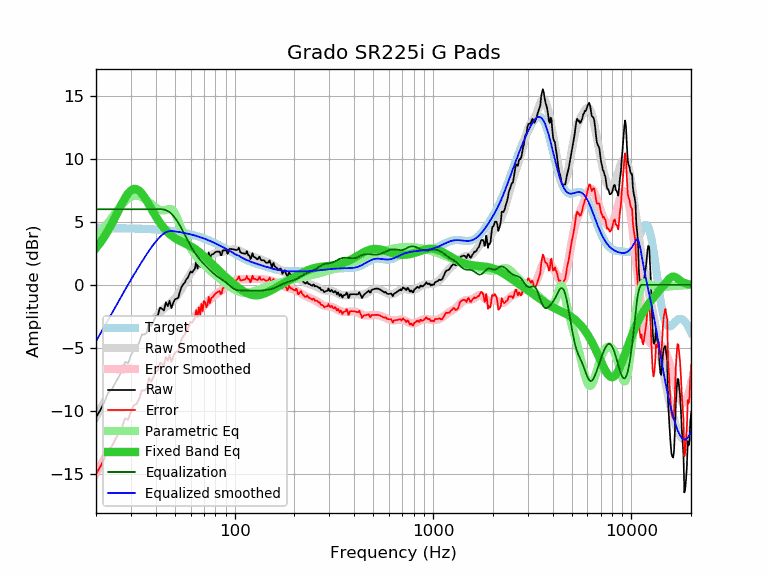 Grado SR225i G Pads
15
10
5
0
−5
−10
−15
Amplitude (dBr)
Target
Raw Smoothed
Error Smoothed
Raw
Error
Parametric Eq
Fixed Band Eq
Equalization
Equalized smoothed
100
1000
10000
Frequency (Hz)